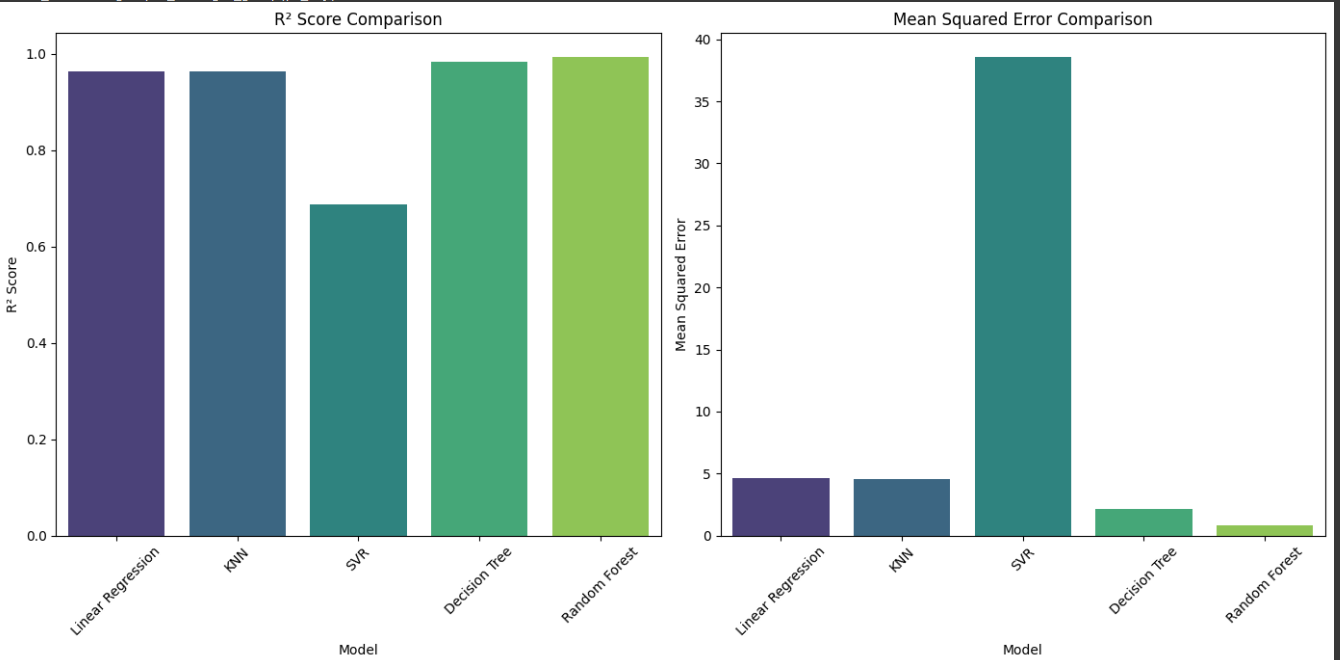 R² Score Comparison
1.0
0.8
0.6
0.4
0.2
0.0
R² Score
Linear Regression
KNN
SVR
Decision Tree
Random Forest
Model
Mean Squared Error Comparison
40
35
30
25
20
15
10
5
0
Mean Squared Error
Linear Regression
KNN
SVR
Decision Tree
Random Forest
Model